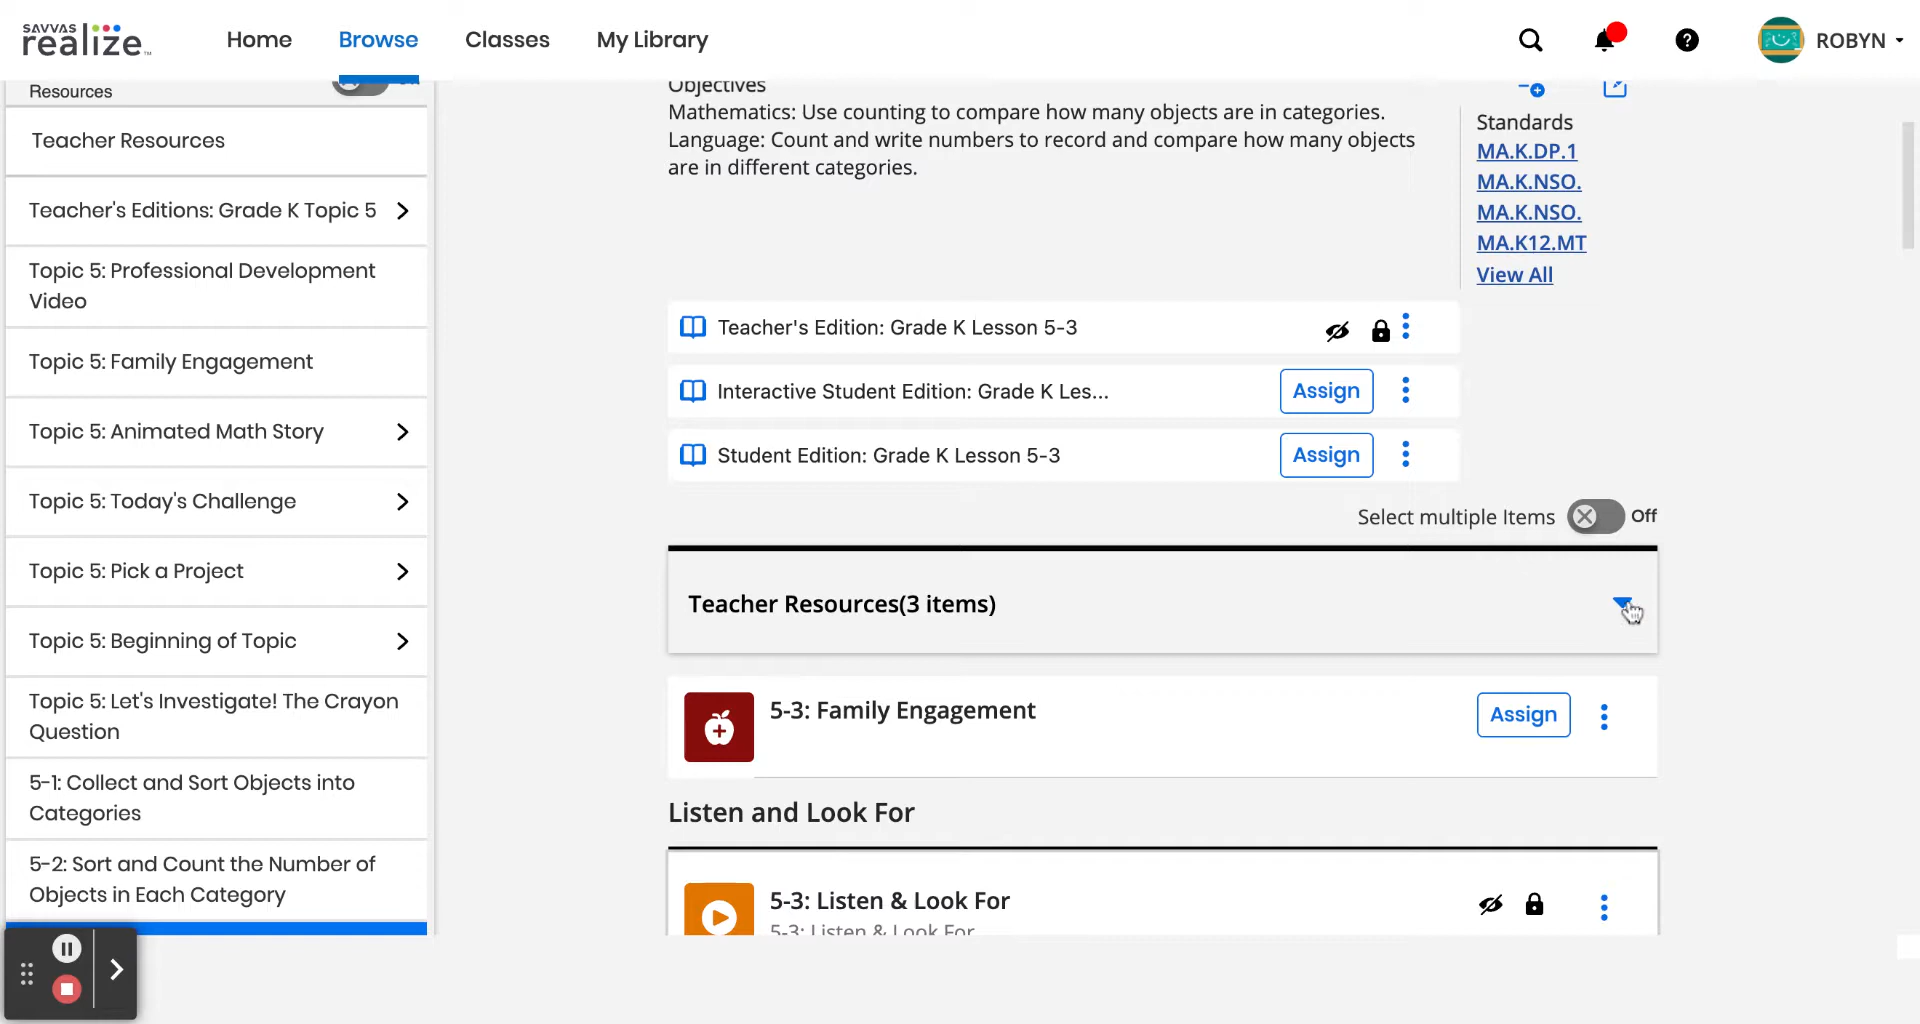 SAVVAS
realize
Home
Browse
Classes
My Library
ROBYN
Resources
Teacher Resources
Teacher's Editions: Grade K Topic 5
Topic 5: Professional Development
Video
Topic 5: Family Engagement
Topic 5: Animated Math Story
Topic 5: Today's Challenge
Topic 5: Pick a Project
Topic 5: Beginning of Topic
Topic 5: Let's Investigate! The Crayon
Question
5-1: Collect and Sort Objects into
Categories
5-2: Sort and Count the Number of
Objects in Each Category
Objectives
Mathematics: Use counting to compare how many objects are in categories.
Language: Count and write numbers to record and compare how many objects
are in different categories.
Standards
MA.K.DP.1
MA.K.NSO.
MA.K.NSO.
MA.K12.MT
View All
Teacher's Edition: Grade K Lesson 5-3
Interactive Student Edition: Grade K Les...
Assign
Student Edition: Grade K Lesson 5-3
Assign
Select multiple Items
Off
Teacher Resources(3 items)
5-3: Family Engagement
Assign
Listen and Look For
5-3: Listen & Look For
5-3: Listen & Look For